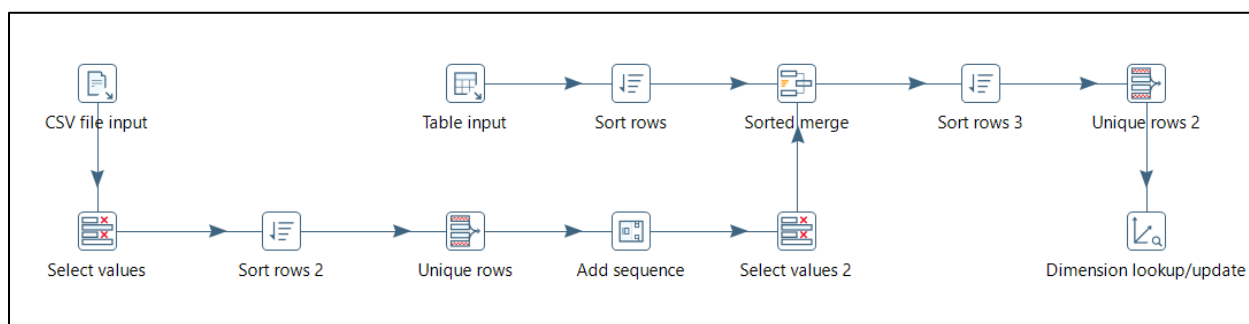 CSV file input
Table input
Sort rows
Sorted merge
Sort rows 3
Unique rows 2
Select values
Sort rows 2
Unique rows
Add sequence
Select values 2
Dimension lookup/update